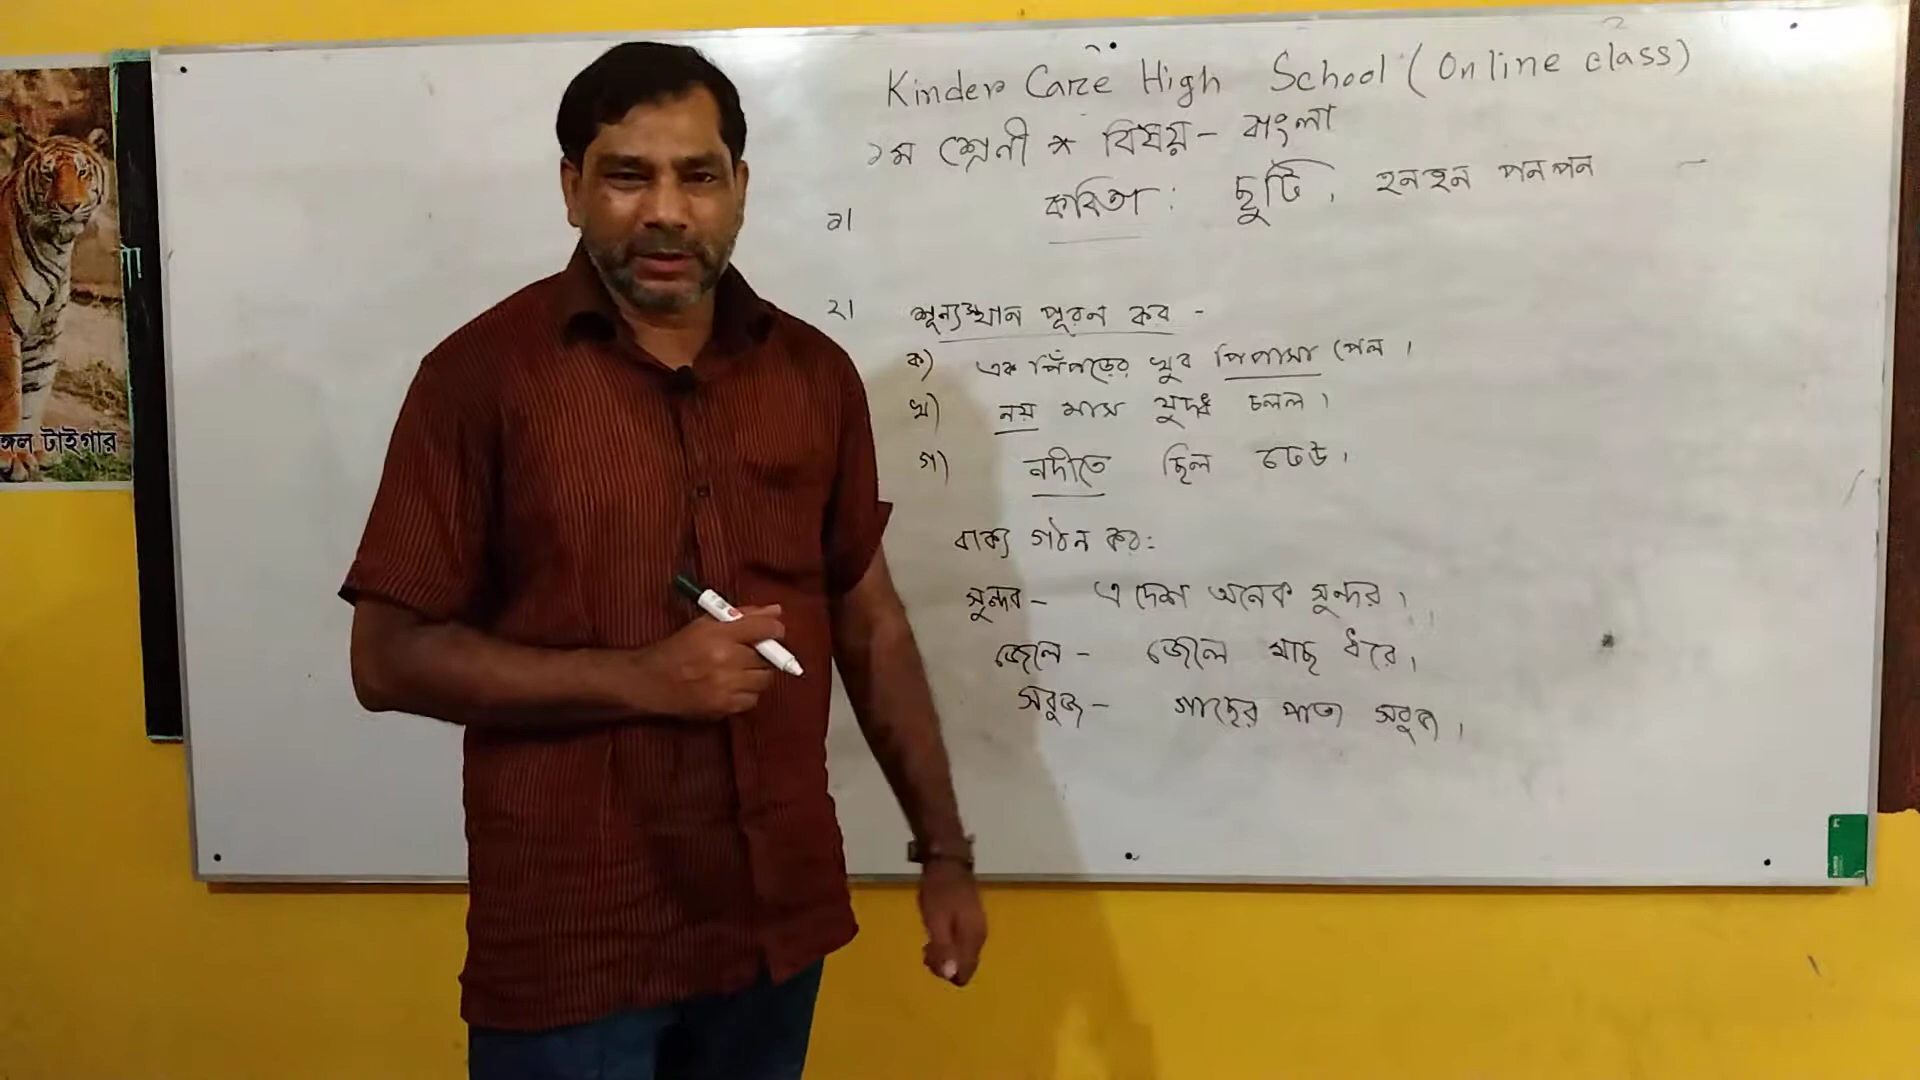 Kinder Care High School (Online class)
১ম শ্রেনী * বিষয় - বাংলা
১। কবিতা : ছুটি, হনহন পনপন
২। শূন্যস্থান পূরন কর -
ক) এক পিঁপড়ের খুব পিপাসা পেল।
খ) নয় মাস যুদ্ধ চলল।
গ) নদীতে ছিল ঢেউ।
বাক্য গঠন কর:
সুন্দর - এ দেশ অনেক সুন্দর।
জেলে - জেলে মাছ ধরে।
সবুজ - গাছের পাতা সবুজ।
ঙ্গল টাইগার